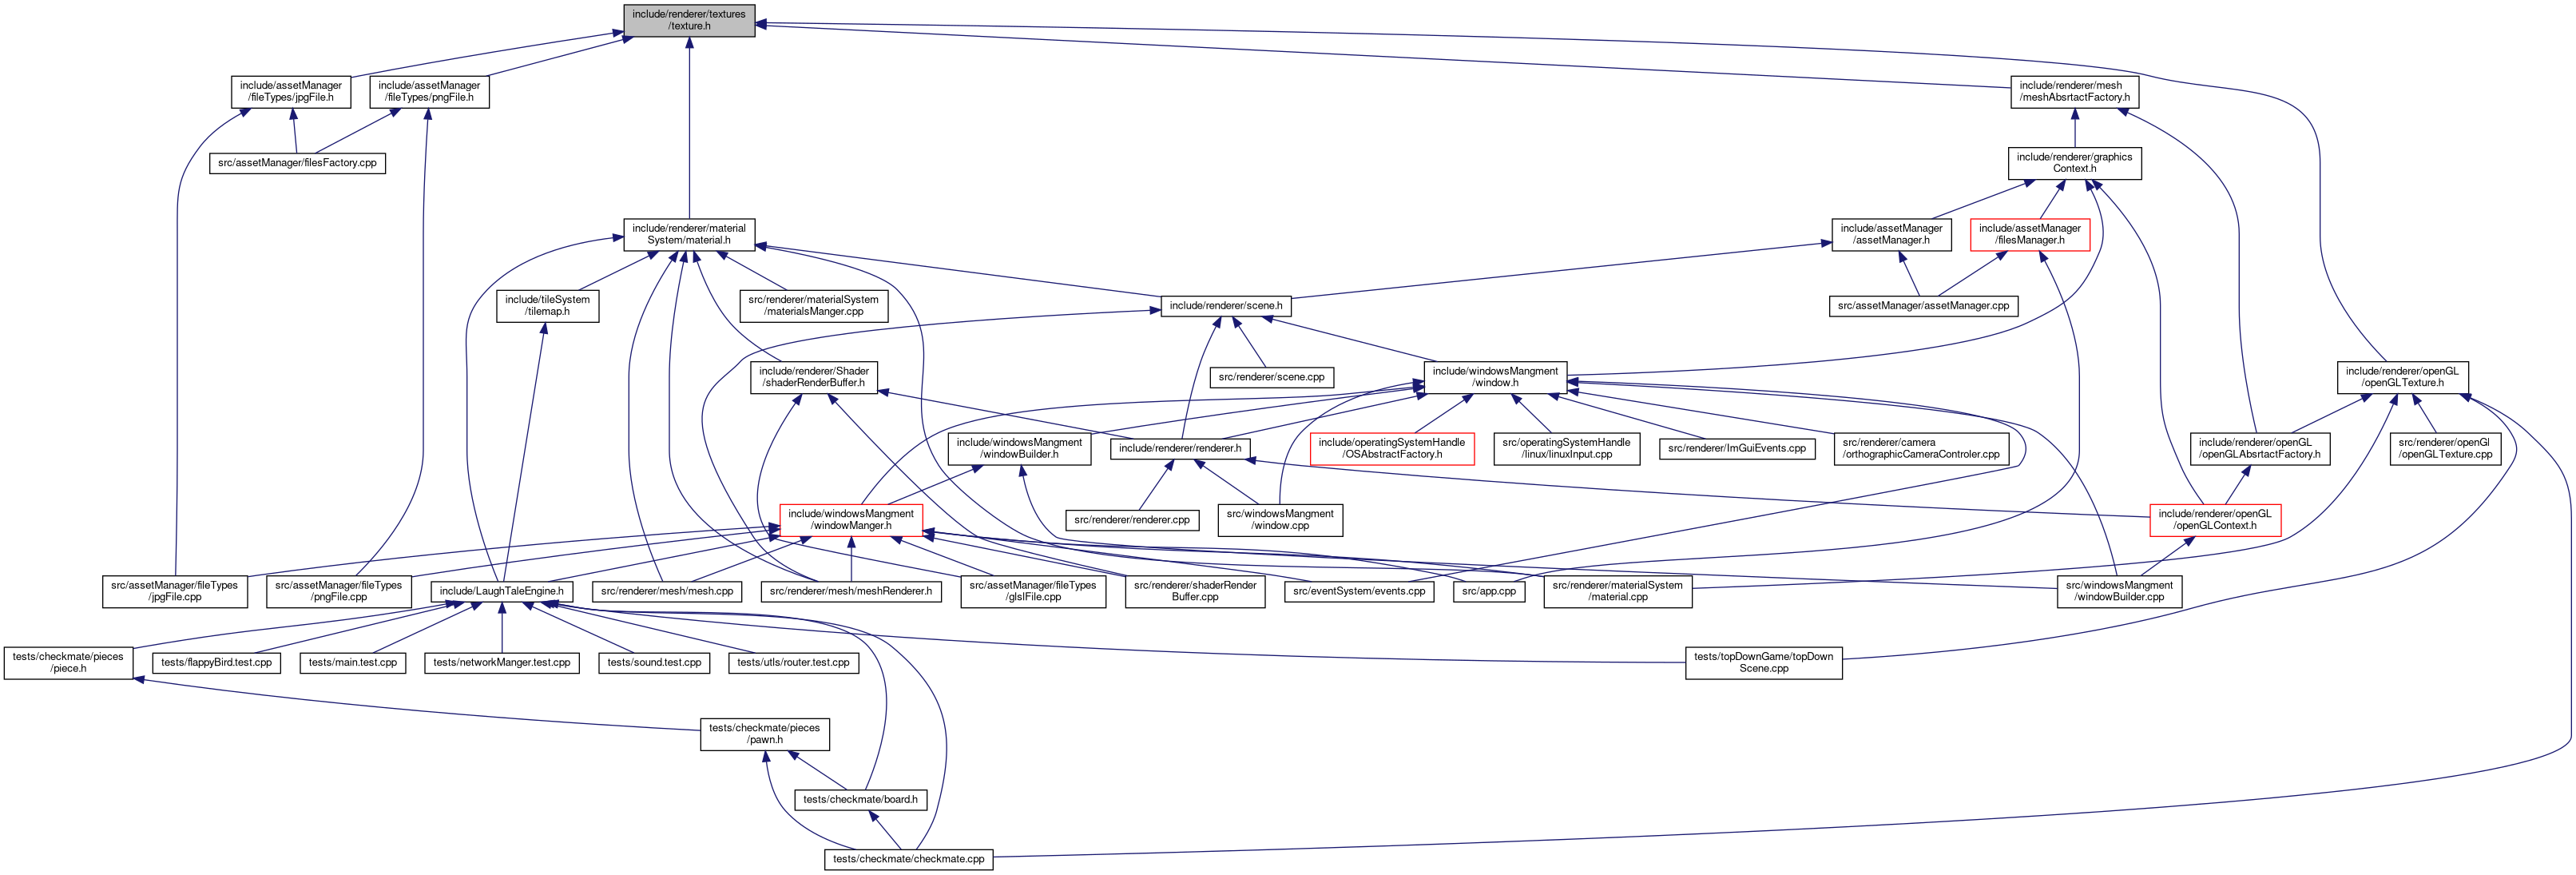 include/renderer/textures
/texture.h
include/assetManager
/fileTypes/jpgFile.h
include/assetManager
/fileTypes/pngFile.h
include/renderer/mesh
/meshAbsrtactFactory.h
src/assetManager/filesFactory.cpp
include/renderer/graphics
Context.h
include/renderer/material
System/material.h
include/assetManager
/assetManager.h
include/assetManager
/filesManager.h
include/tileSystem
/tilemap.h
src/renderer/materialSystem
/materialsManger.cpp
include/renderer/scene.h
src/assetManager/assetManager.cpp
include/renderer/Shader
/shaderRenderBuffer.h
src/renderer/scene.cpp
include/windowsMangment
/window.h
include/renderer/openGL
/openGLTexture.h
include/windowsMangment
/windowBuilder.h
include/renderer/renderer.h
include/operatingSystemHandle
/OSAbstractFactory.h
src/operatingSystemHandle
/linux/linuxInput.cpp
src/renderer/ImGuiEvents.cpp
src/renderer/camera
/orthographicCameraControler.cpp
include/renderer/openGL
/openGLAbsrtactFactory.h
src/renderer/openGl
/openGLTexture.cpp
include/windowsMangment
/windowManger.h
src/renderer/renderer.cpp
src/windowsMangment
/window.cpp
include/renderer/openGL
/openGLContext.h
src/assetManager/fileTypes
/jpgFile.cpp
src/assetManager/fileTypes
/pngFile.cpp
include/LaughTaleEngine.h
src/renderer/mesh/mesh.cpp
src/renderer/mesh/meshRenderer.h
src/assetManager/fileTypes
/glslFile.cpp
src/renderer/shaderRender
Buffer.cpp
src/eventSystem/events.cpp
src/app.cpp
src/renderer/materialSystem
/material.cpp
src/windowsMangment
/windowBuilder.cpp
tests/checkmate/pieces
/piece.h
tests/flappyBird.test.cpp
tests/main.test.cpp
tests/networkManger.test.cpp
tests/sound.test.cpp
tests/utls/router.test.cpp
tests/topDownGame/topDown
Scene.cpp
tests/checkmate/pieces
/pawn.h
tests/checkmate/board.h
tests/checkmate/checkmate.cpp